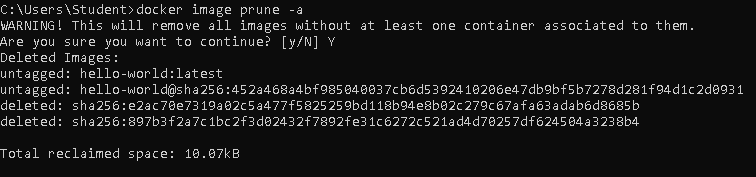 C:\Users\Student>docker image prune -a
WARNING! This will remove all images without at least one container associated to them.
Are you sure you want to continue? [y/N] Y
Deleted Images:
untagged: hello-world:latest
untagged: hello-world@sha256:452a468a4bf985040037cb6d5392410206e47db9bf5b7278d281f94d1c2d0931
deleted: sha256:e2ac70e7319a02c5a477f5825259bd118b94e8b02c279c67afa63adab6d8685b
deleted: sha256:897b3f2a7c1bc2f3d02432f7892fe31c6272c521ad4d70257df624504a3238b4
Total reclaimed space: 10.07kB